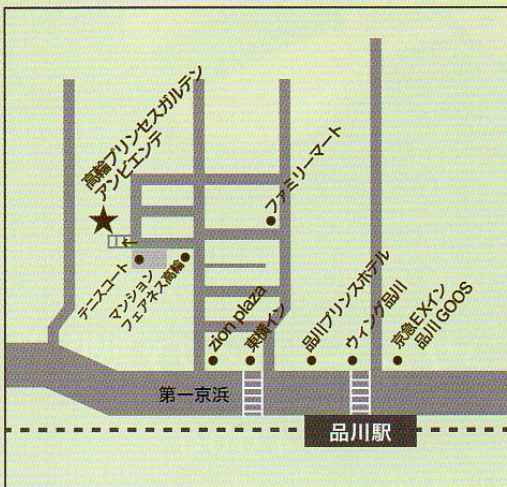 高輪プリンセスガルテン
アンビエンテ
ファミリーマート
テニスコート
マンション
フェアネス高輪
zion plaza
東横イン
品川プリンスホテル
ウィング品川
京急EXイン
品川GOOS
第一京浜
品川駅